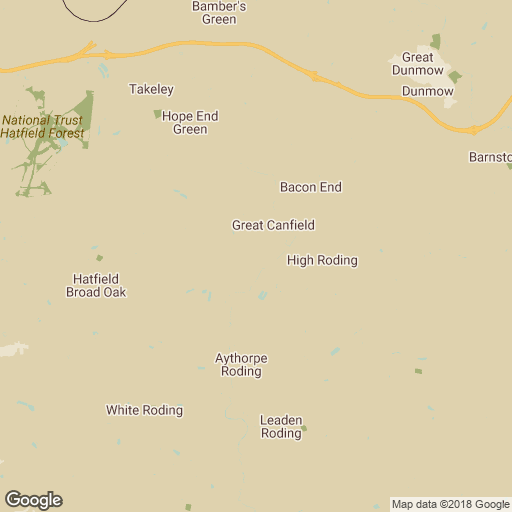 Bamber's
Green
Great
Dunmow
Takeley
Dunmow
National Trust
Hatfield Forest
Hope End
Green
Barnsto
Bacon End
Great Canfield
High Roding
Hatfield
Broad Oak
Aythorpe
Roding
White Roding
Leaden
Roding
Google
Google
Map data ©2018 Google